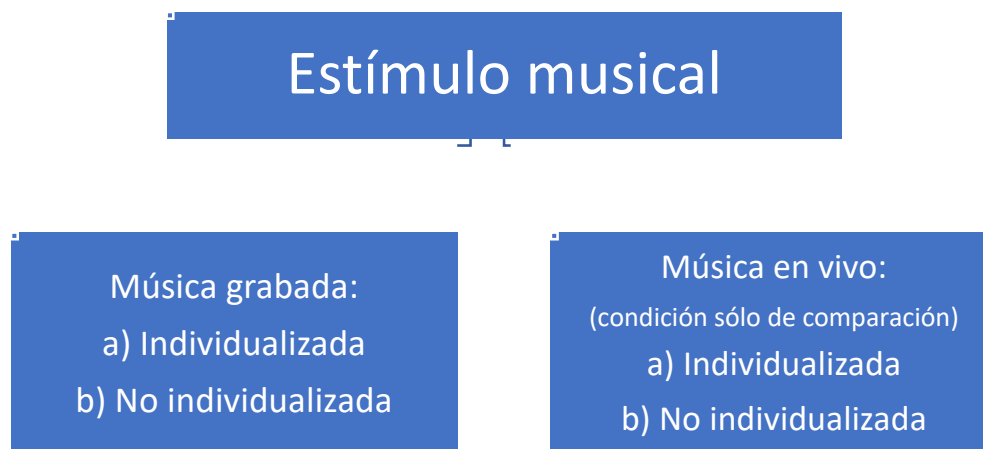 Estímulo musical
Música grabada:
a) Individualizada
b) No individualizada
Música en vivo:
(condición sólo de comparación)
a) Individualizada
b) No individualizada